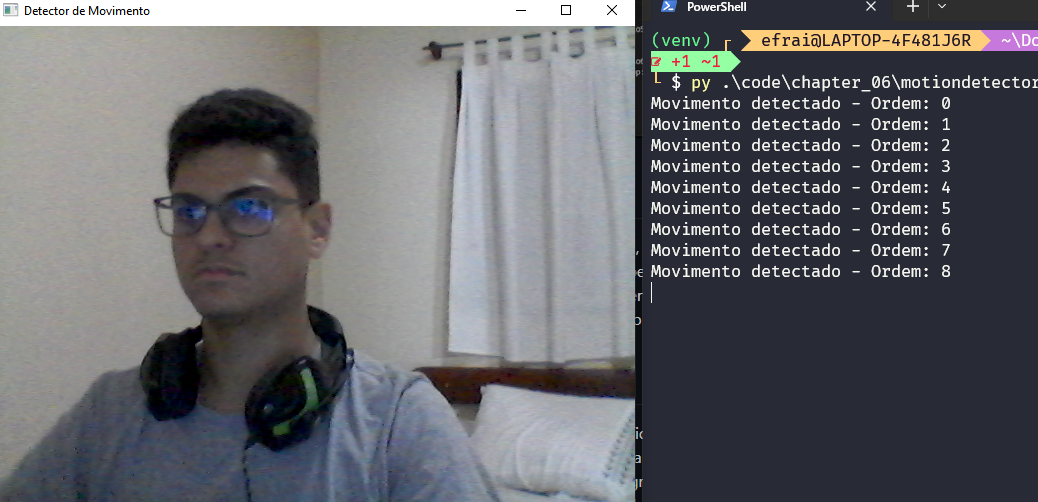 Detector de Movimento
PowerShell
(venv) efrai@LAPTOP-4F481J6R ~\Do
+1 ~1
$ py .\code\chapter_06\motiondetector
Movimento detectado - Ordem: 0
Movimento detectado - Ordem: 1
Movimento detectado - Ordem: 2
Movimento detectado - Ordem: 3
Movimento detectado - Ordem: 4
Movimento detectado - Ordem: 5
Movimento detectado - Ordem: 6
Movimento detectado - Ordem: 7
Movimento detectado - Ordem: 8